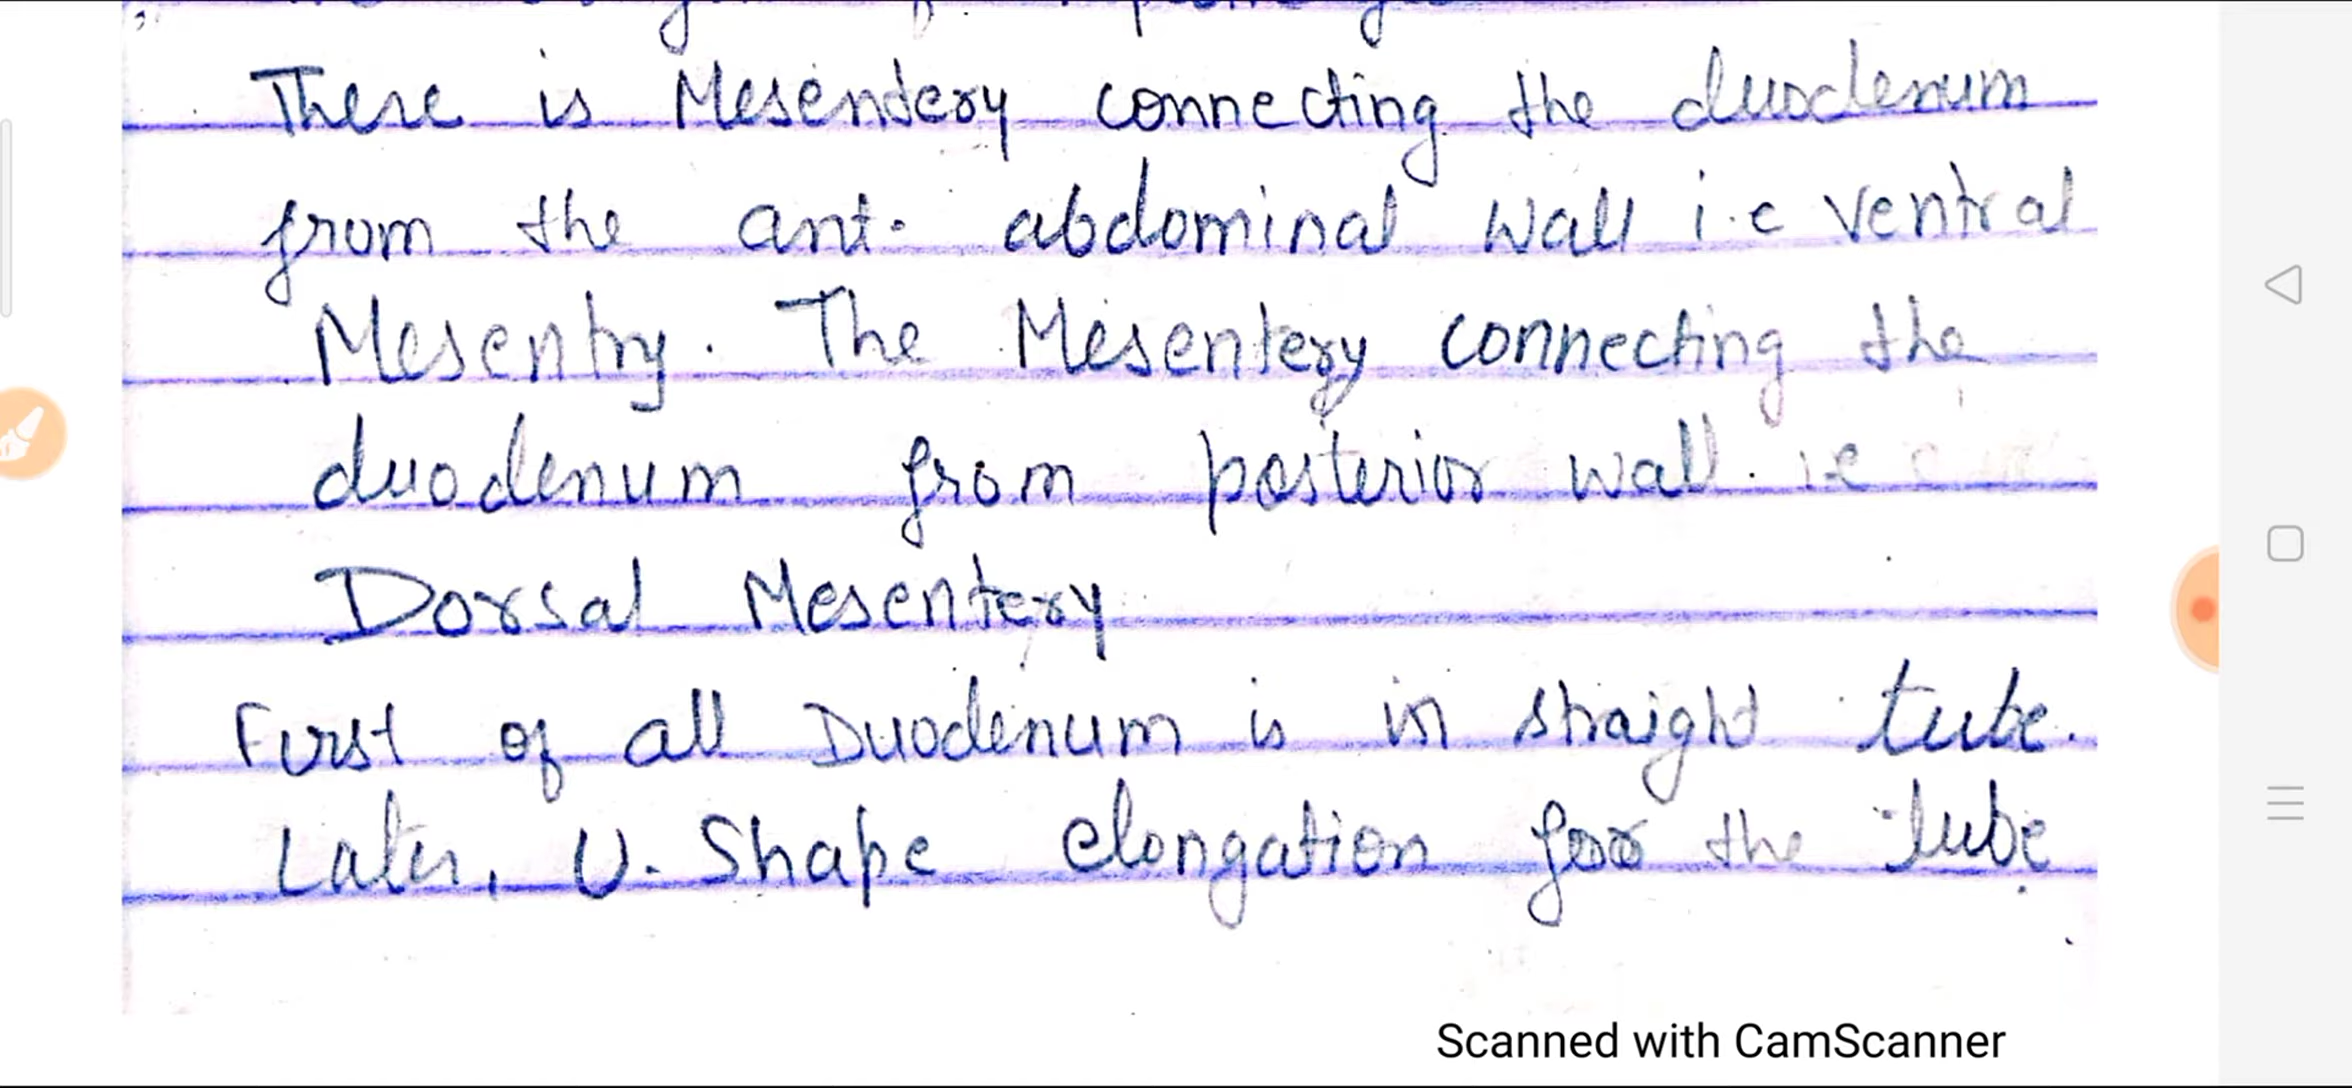 There is Mesendery connecting the duodenum
from the ant. abdominal wall i.e ventral
Mesentry. The Mesentery connecting the
duodenum from posterior wall. i.e
Dorsal Mesentery
First of all Duodenum is in straight tube.
Later, U. Shape elongation for the tube
Scanned with CamScanner